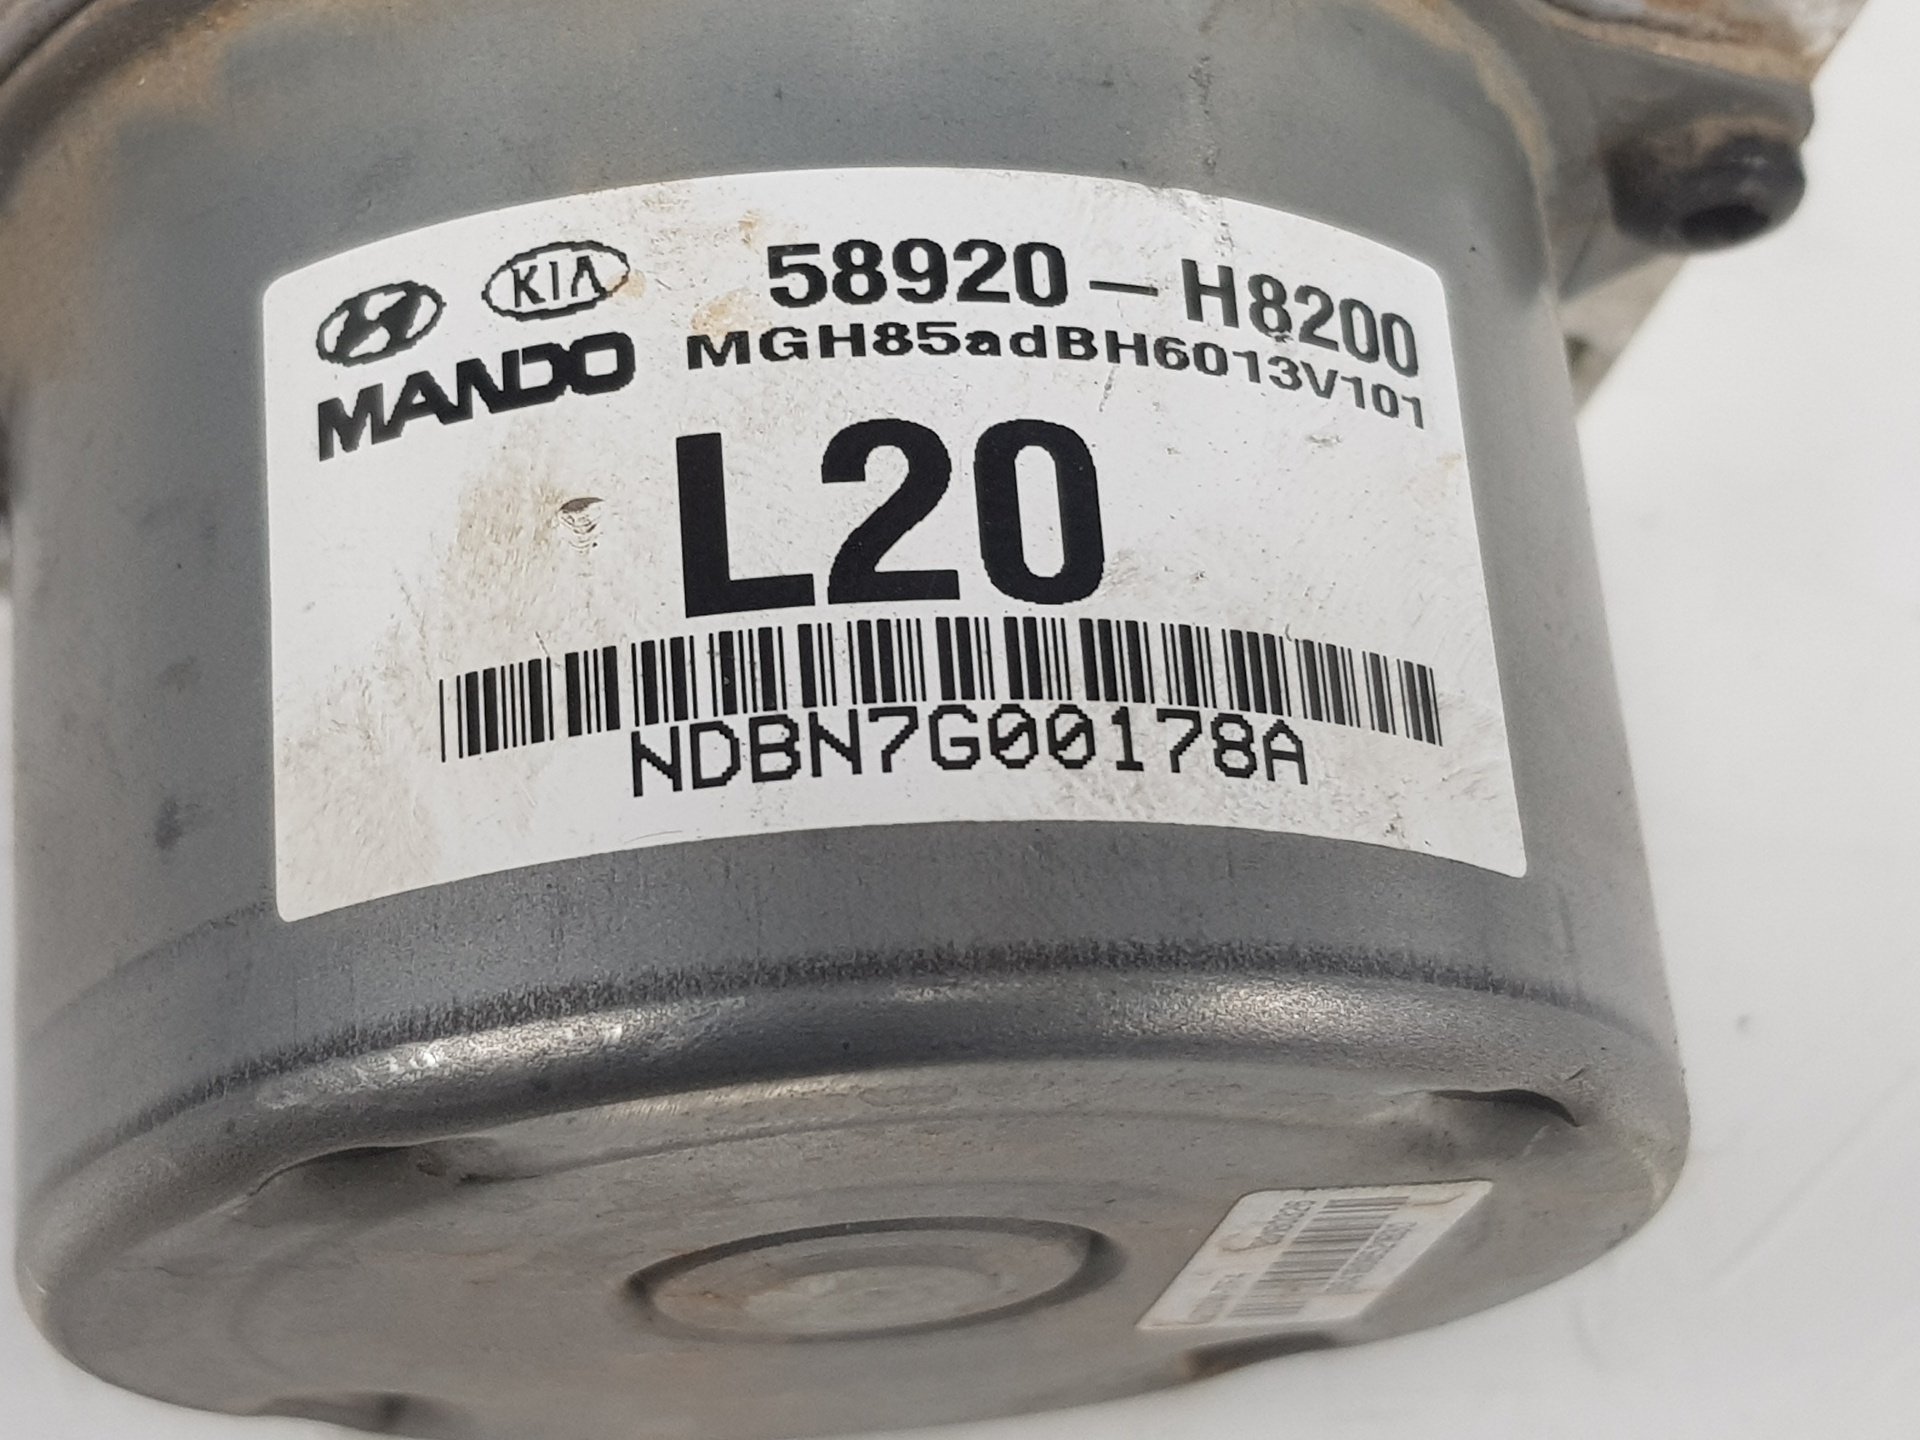 KIA 58920-H8200
MANDO MGH85adBH6013V101
L20
NDBN7G00178A